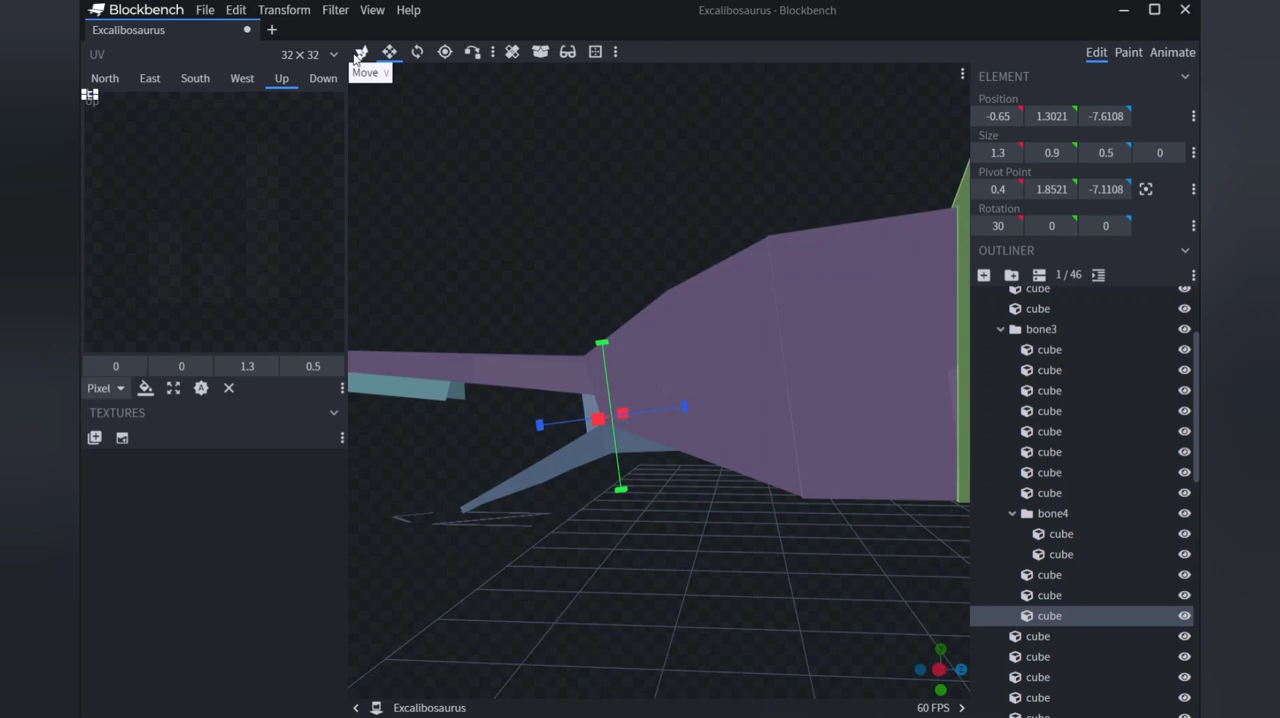 Blockbench File Edit Transform Filter View Help
Excalibosaurus - Blockbench
Excalibosaurus
UV
32 × 32
North East South West Up Down
Up
Move v
Edit Paint Animate
0 0 1.3 0.5
Pixel
TEXTURES
ELEMENT
Position
-0.65 1.3021 -7.6108
Size
1.3 0.9 0.5 0
Pivot Point
0.4 1.8521 -7.1108
Rotation
30 0 0
OUTLINER
1 / 46
cube
cube
bone3
cube
cube
cube
cube
cube
cube
cube
cube
bone4
cube
cube
cube
cube
cube
cube
cube
cube
cube
Y
Z
Excalibosaurus
60 FPS